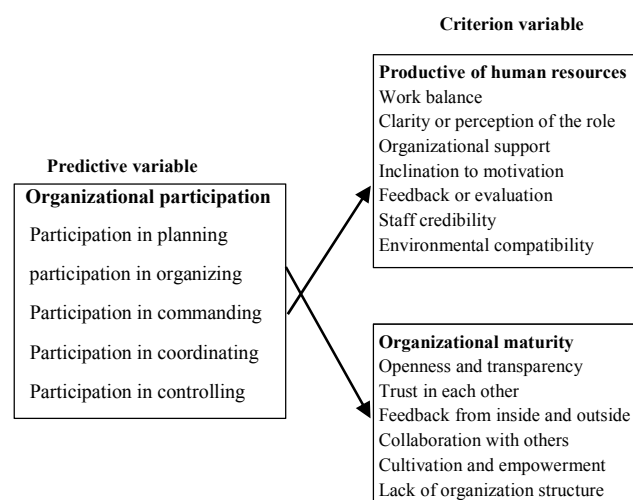 Criterion variable
Productive of human resources
Work balance
Clarity or perception of the role
Organizational support
Inclination to motivation
Feedback or evaluation
Staff credibility
Environmental compatibility
Predictive variable
Organizational participation
Participation in planning
participation in organizing
Participation in commanding
Participation in coordinating
Participation in controlling
Organizational maturity
Openness and transparency
Trust in each other
Feedback from inside and outside
Collaboration with others
Cultivation and empowerment
Lack of organization structure